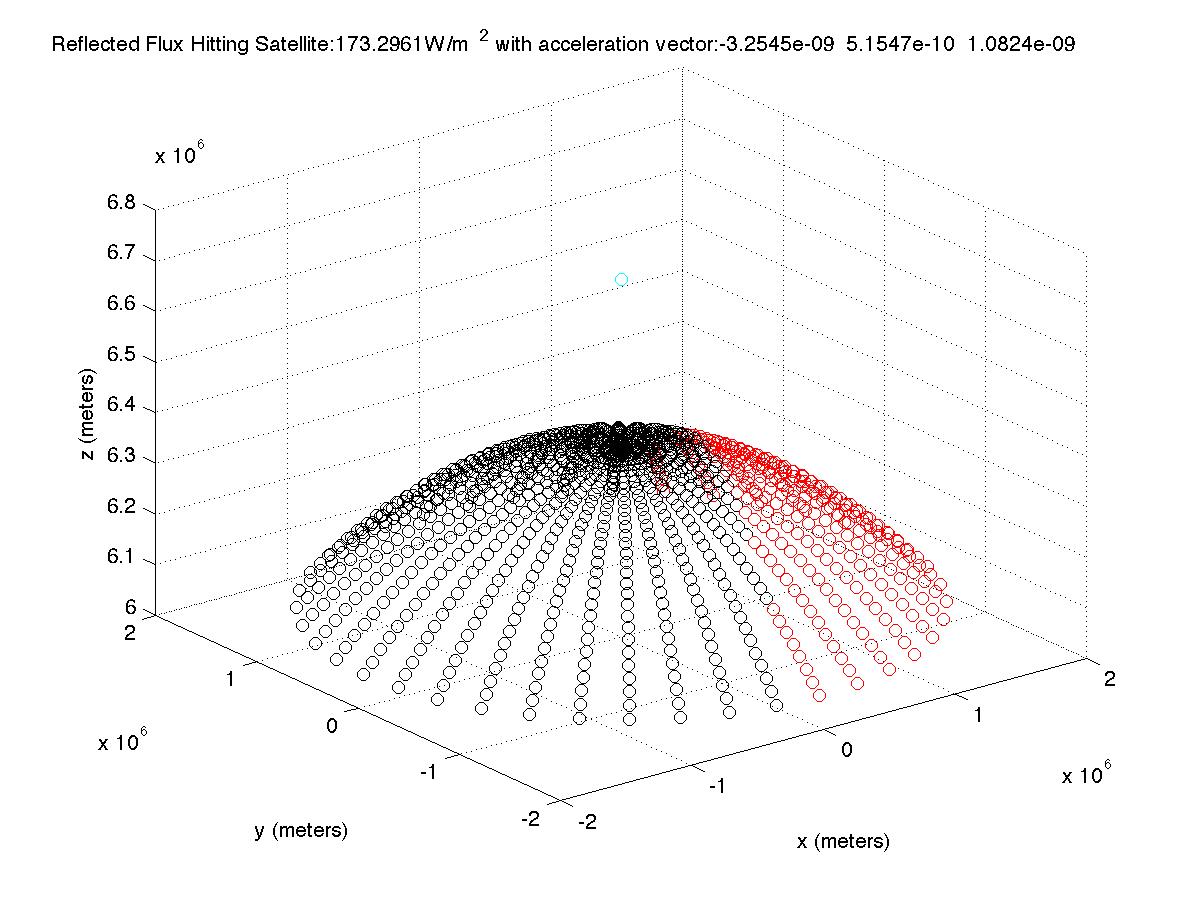 Reflected Flux Hitting Satellite:173.2961W/m 2 with acceleration vector:-3.2545e-09 5.1547e-10 1.0824e-09
x 10^6
6.8
6.7
6.6
6.5
6.4
6.3
6.2
6.1
6
z (meters)
2
1
0
-1
-2
x 10^6
y (meters)
-2
-1
0
1
2
x 10^6
x (meters)